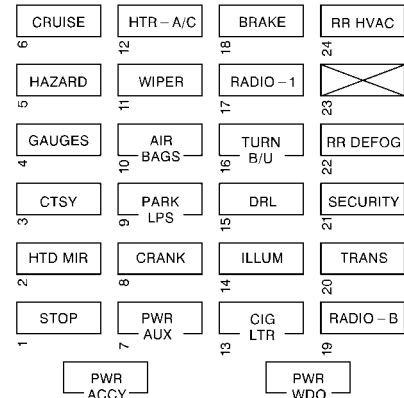 CRUISE HTR-A/C BRAKE RR HVAC
6 12 18 24
HAZARD WIPER RADIO-1
5 11 17 23
GAUGES AIR BAGS TURN B/U RR DEFOG
4 10 16 22
CTSY PARK LPS DRL SECURITY
3 9 15 21
HTD MIR CRANK ILLUM TRANS
2 8 14 20
STOP PWR AUX CIG LTR RADIO-B
1 7 13 19
PWR ACCY PWR WDO